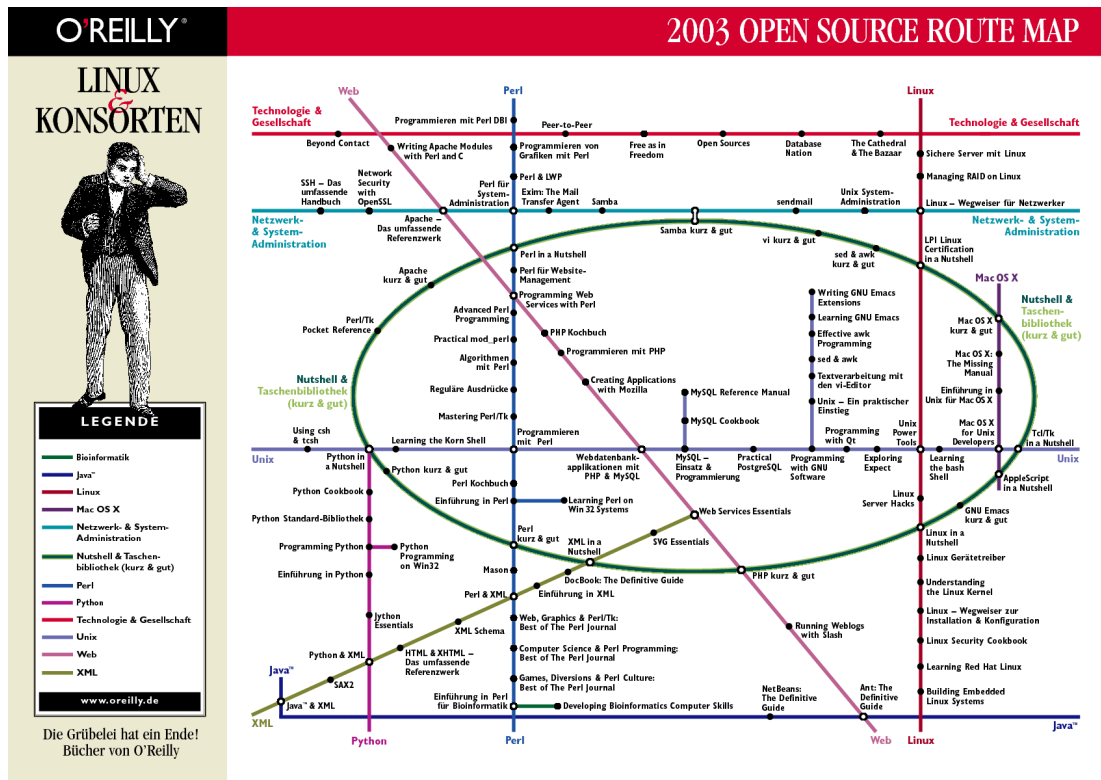 O'REILLY®
2003 OPEN SOURCE ROUTE MAP
LINUX
&
KONSORTEN
LEGENDE
Bioinformatik
Java™
Linux
Mac OS X
Netzwerk- & System-
Administration
Nutshell & Taschen-
bibliothek (kurz & gut)
Perl
Python
Technologie & Gesellschaft
Unix
Web
XML
www.oreilly.de
Die Grübelei hat ein Ende!
Bücher von O'Reilly
Web
Perl
Linux
Technologie &
Gesellschaft
Technologie & Gesellschaft
Programmieren mit Perl DBI
Peer-to-Peer
Beyond Contact
Writing Apache Modules
with Perl and C
Programmieren von
Grafiken mit Perl
Free as in
Freedom
Open Sources
Database
Nation
The Cathedral
& The Bazaar
Sichere Server mit Linux
Managing RAID on Linux
SSH – Das
umfassende
Handbuch
Network
Security
with
OpenSSL
Perl & LWP
Perl für
System-
Administration
Exim: The Mail
Transfer Agent
Samba
sendmail
Unix System-
Administration
Linux – Wegweiser für Netzwerker
Netzwerk-
& System-
Administration
Apache –
Das umfassende
Referenzwerk
Samba kurz & gut
vi kurz & gut
sed & awk
kurz & gut
LPI Linux
Certification
in a Nutshell
Netzwerk- & System-
Administration
Perl in a Nutshell
Apache
kurz & gut
Perl für Website-
Management
Programming Web
Services with Perl
Mac OS X
Writing GNU Emacs
Extensions
Learning GNU Emacs
Effective awk
Programming
sed & awk
Textverarbeitung mit
den vi-Editor
Unix – Ein praktischer
Einstieg
Mac OS X
kurz & gut
Mac OS X:
The Missing
Manual
Einführung in
Unix für Mac OS X
Mac OS X
for Unix
Developers
Nutshell &
Taschen-
bibliothek
(kurz & gut)
Perl/Tk
Pocket Reference
Advanced Perl
Programming
Practical mod_perl
Algorithmen
mit Perl
Reguläre Ausdrücke
Mastering Perl/Tk
PHP Kochbuch
Programmieren mit PHP
Creating Applications
with Mozilla
MySQL Reference Manual
MySQL Cookbook
Nutshell &
Taschenbibliothek
(kurz & gut)
Using csh
& tcsh
Learning the Korn Shell
Programmieren
mit Perl
Programming
with Qt
Unix
Power
Tools
Tcl/Tk
in a Nutshell
Unix
Python in
a Nutshell
Webdatenbank-
applikationen mit
PHP & MySQL
MySQL –
Einsatz &
Programmierung
Practical
PostgreSQL
Programming
with GNU
Software
Exploring
Expect
Learning
the bash
Shell
Unix
AppleScript
in a Nutshell
Python kurz & gut
Python Cookbook
Python Standard-Bibliothek
Programming Python
Python
Programming
on Win32
Einführung in Python
Jython
Essentials
Python & XML
Perl Kochbuch
Einführung in Perl
Learning Perl on
Win 32 Systems
Perl
kurz & gut
Mason
Perl & XML
Web Services Essentials
SVG Essentials
XML in a
Nutshell
DocBook: The Definitive Guide
Einführung in XML
XML Schema
HTML & XHTML –
Das umfassende
Referenzwerk
SAX2
Java™
Java™ & XML
XML
Python
Web, Graphics & Perl/Tk:
Best of The Perl Journal
Computer Science & Perl Programming:
Best of The Perl Journal
Games, Diversions & Perl Culture:
Best of The Perl Journal
Einführung in Perl
für Bioinformatik
Developing Bioinformatics Computer Skills
Perl
PHP kurz & gut
Running Weblogs
with Slash
NetBeans:
The Definitive
Guide
Ant: The
Definitive
Guide
Web
Linux
Server Hacks
GNU Emacs
kurz & gut
Linux in a
Nutshell
Linux Gerätetreiber
Understanding
the Linux Kernel
Linux – Wegweiser zur
Installation & Konfiguration
Linux Security Cookbook
Learning Red Hat Linux
Building Embedded
Linux Systems
Linux
Java™